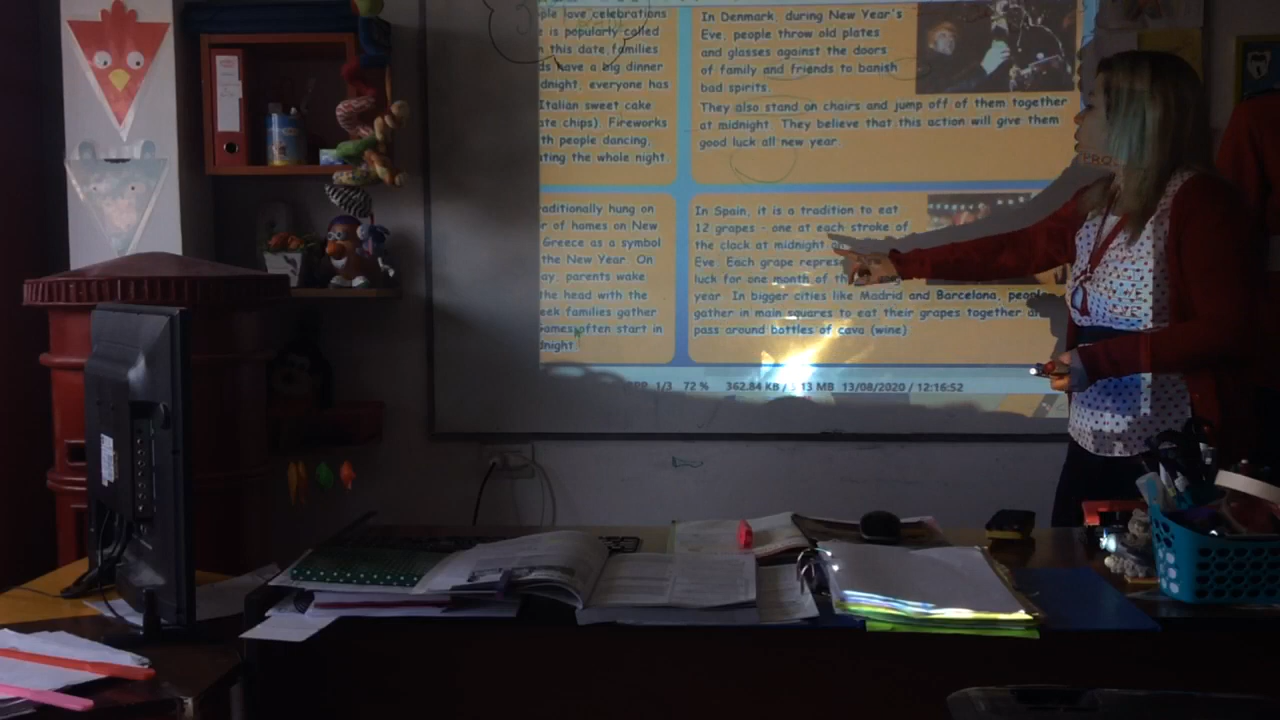 ple love celebrations
is popularly called
this date families
ds have a big dinner
dnight, everyone has
Italian sweet cake
ate chips). Fireworks
th people dancing,
ating the whole night.
In Denmark, during New Year's
Eve, people throw old plates
and glasses against the doors
of family and friends to banish
bad spirits.
They also stand on chairs and jump off of them together
at midnight. They believe that this action will give them
good luck all new year.
aditionally hung on
r of homes on New
Greece as a symbol
the New Year. On
ay, parents wake
the head with the
eek families gather
Games often start in
dnight.
In Spain, it is a tradition to eat
12 grapes - one at each stroke of
the clock at midnight
Eve. Each grape represe
luck for one month of th
year. In bigger cities like Madrid and Barcelona, people
gather in main squares to eat their grapes together an
pass around bottles of cava (wine)
1/3 72 % 362.84 KB / 5.13 MB 13/08/2020 / 12:16:52
PRO